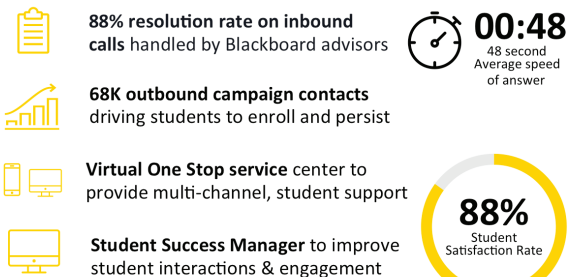 88% resolution rate on inbound
calls handled by Blackboard advisors
00:48
48 second
Average speed
of answer
68K outbound campaign contacts
driving students to enroll and persist
Virtual One Stop service center to
provide multi-channel, student support
88%
Student
Satisfaction Rate
Student Success Manager to improve
student interactions & engagement